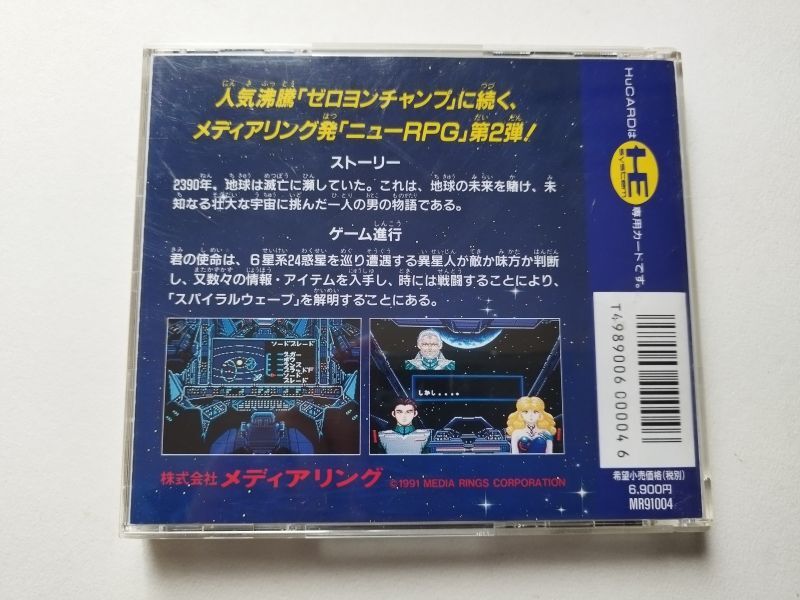 人気沸騰「ゼロヨンチャンプ」に続く、
メディアリング発「ニューRPG」第2弾!
ストーリー
2390年、地球は滅亡に瀕していた。これは、地球の未来を賭け、未
知なる壮大な宇宙に挑んだ一人の男の物語である。
ゲーム進行
君の使命は、6星系24惑星を巡り遭遇する異星人が敵か味方か判断
し、又数々の情報・アイテムを入手し、時には戦闘することにより、
「スパイラルウェーブ」を解明することにある。
ソードブレード
しかし。。。。
株式会社 メディアリング ©1991 MEDIA RINGS CORPORATION
HuCARDは HE system 専用カードです。
T4989006 000046
希望小売価格(税別)
6,900円
MR91004